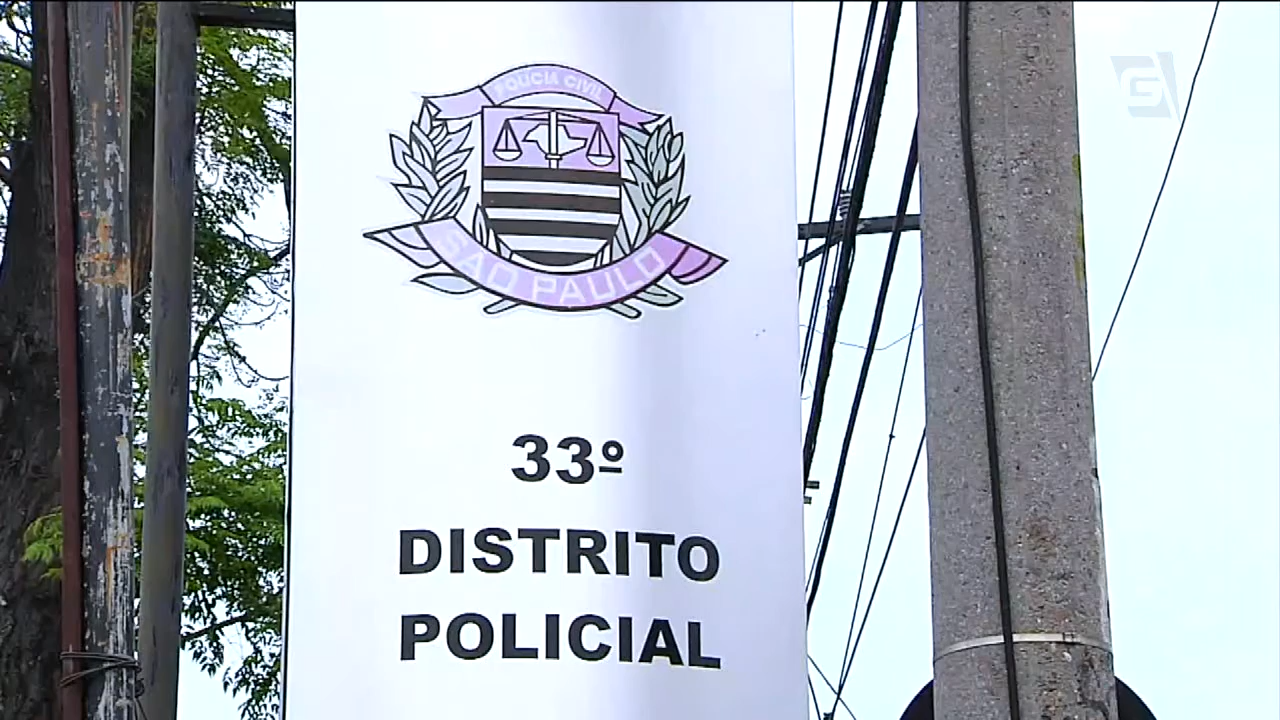 POLICIA CIVIL
SÃO PAULO
33º
DISTRITO
POLICIAL